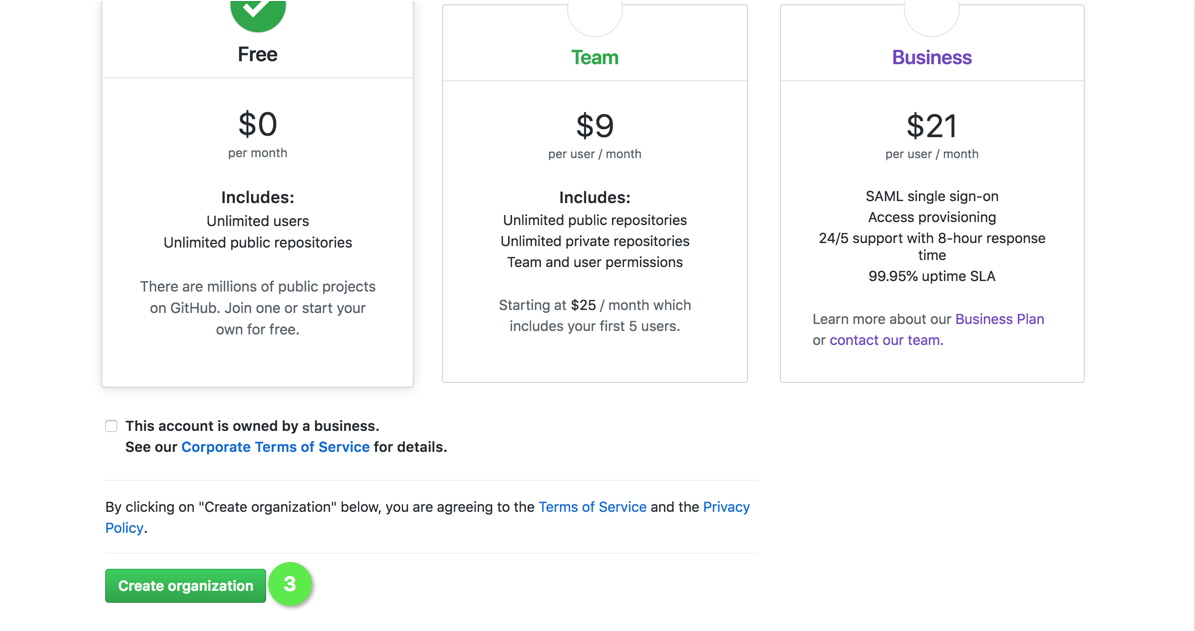 Free
$0
per month
Includes:
Unlimited users
Unlimited public repositories
There are millions of public projects
on GitHub. Join one or start your
own for free.
Team
$9
per user / month
Includes:
Unlimited public repositories
Unlimited private repositories
Team and user permissions
Starting at $25 / month which
includes your first 5 users.
Business
$21
per user / month
SAML single sign-on
Access provisioning
24/5 support with 8-hour response
time
99.95% uptime SLA
Learn more about our Business Plan
or contact our team.
This account is owned by a business.
See our Corporate Terms of Service for details.
By clicking on "Create organization" below, you are agreeing to the Terms of Service and the Privacy
Policy.
Create organization
3